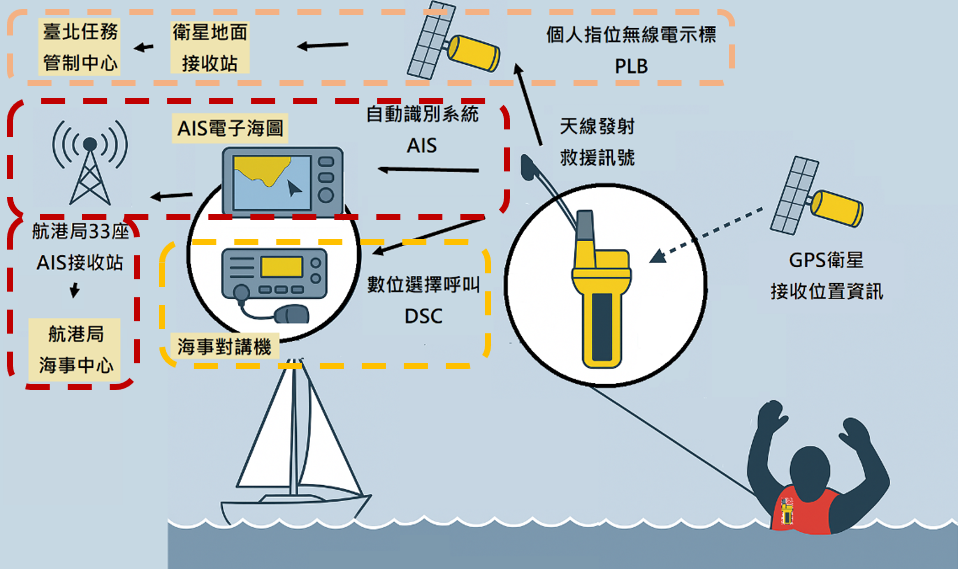 臺北任務
管制中心
衛星地面
接收站
個人指位無線電示標
PLB
AIS電子海圖
自動識別系統
AIS
天線發射
救援訊號
航港局33座
AIS接收站
航港局
海事中心
數位選擇呼叫
DSC
海事對講機
GPS衛星
接收位置資訊